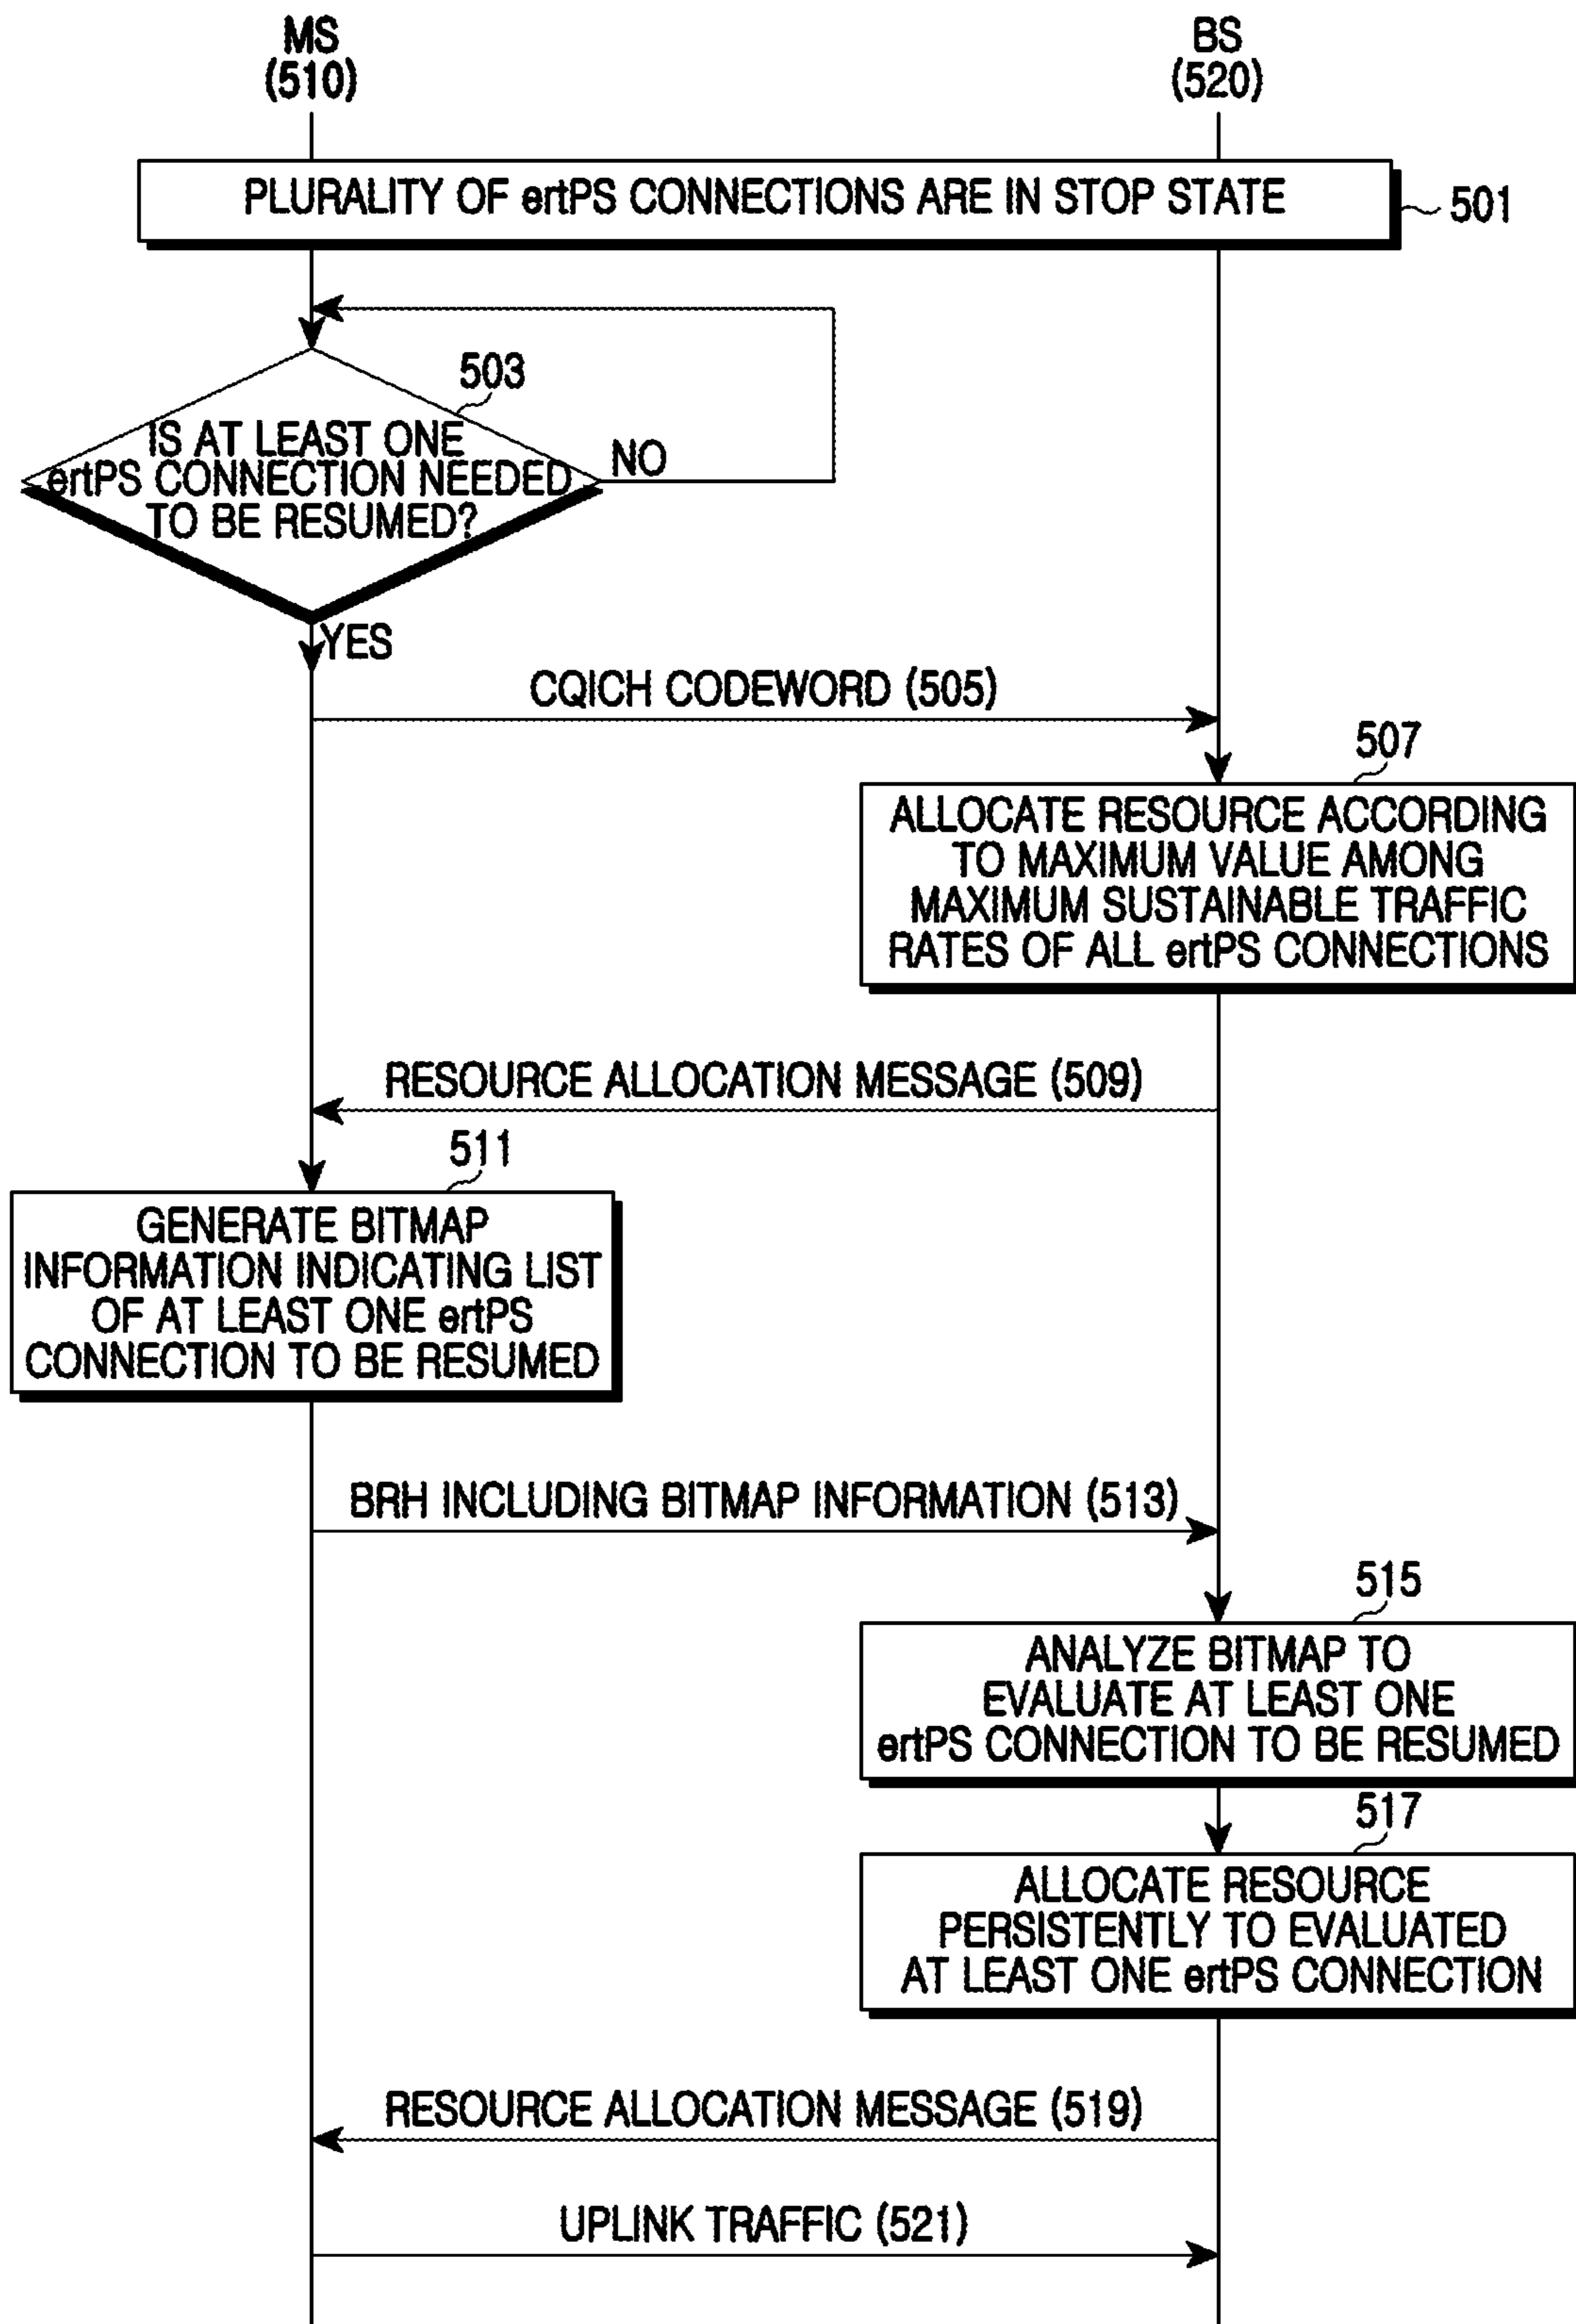 MS
(510)
BS
(520)
PLURALITY OF ertPS CONNECTIONS ARE IN STOP STATE
501
503
IS AT LEAST ONE
ertPS CONNECTION NEEDED
TO BE RESUMED?
NO
YES
CQICH CODEWORD (505)
507
ALLOCATE RESOURCE ACCORDING
TO MAXIMUM VALUE AMONG
MAXIMUM SUSTAINABLE TRAFFIC
RATES OF ALL ertPS CONNECTIONS
RESOURCE ALLOCATION MESSAGE (509)
511
GENERATE BITMAP
INFORMATION INDICATING LIST
OF AT LEAST ONE ertPS
CONNECTION TO BE RESUMED
BRH INCLUDING BITMAP INFORMATION (513)
515
ANALYZE BITMAP TO
EVALUATE AT LEAST ONE
ertPS CONNECTION TO BE RESUMED
517
ALLOCATE RESOURCE
PERSISTENTLY TO EVALUATED
AT LEAST ONE ertPS CONNECTION
RESOURCE ALLOCATION MESSAGE (519)
UPLINK TRAFFIC (521)